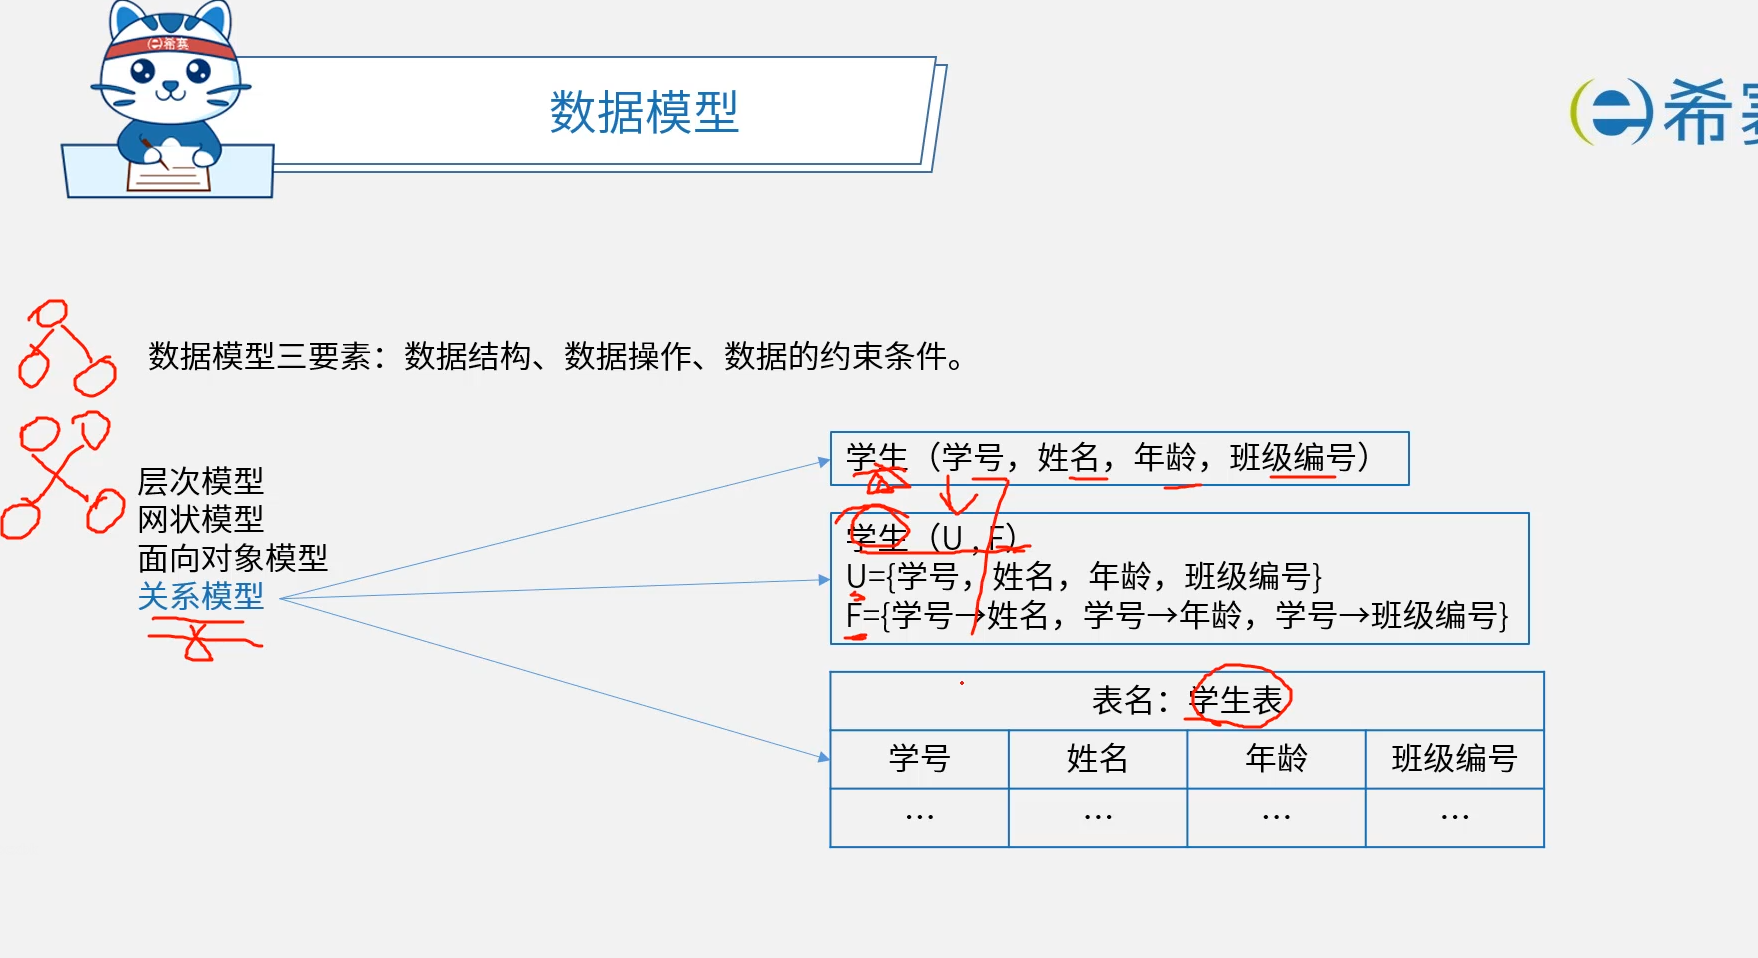 希赛
数据模型
希赛
数据模型三要素：数据结构、数据操作、数据的约束条件。
层次模型
网状模型
面向对象模型
关系模型
学生（学号，姓名，年龄，班级编号）
学生（U , F）
U={学号，姓名，年龄，班级编号}
F={学号→姓名，学号→年龄，学号→班级编号}
表名：学生表
学号 姓名 年龄 班级编号
… … … …